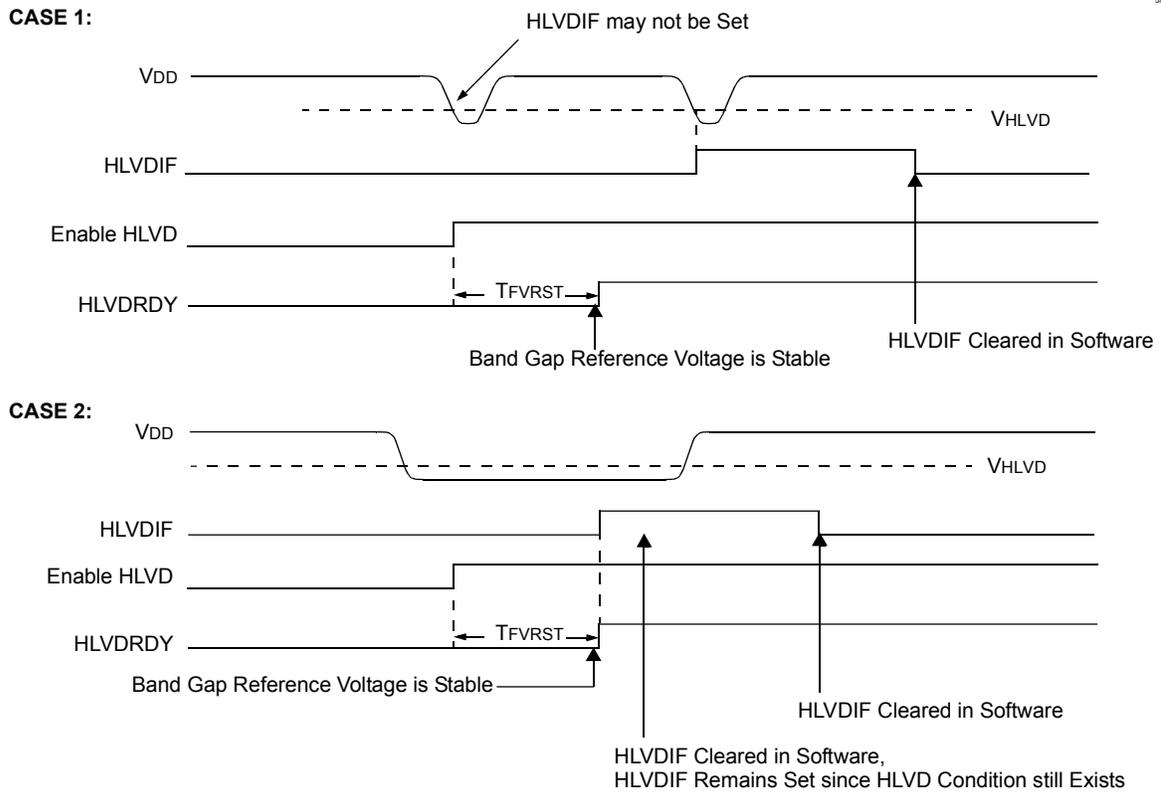 CASE 1:
HLVDIF may not be Set
VDD
VHLVD
HLVDIF
Enable HLVD
TFVRST
HLVDRDY
HLVDIF Cleared in Software
Band Gap Reference Voltage is Stable
CASE 2:
VDD
VHLVD
HLVDIF
Enable HLVD
TFVRST
HLVDRDY
Band Gap Reference Voltage is Stable
HLVDIF Cleared in Software
HLVDIF Cleared in Software,
HLVDIF Remains Set since HLVD Condition still Exists